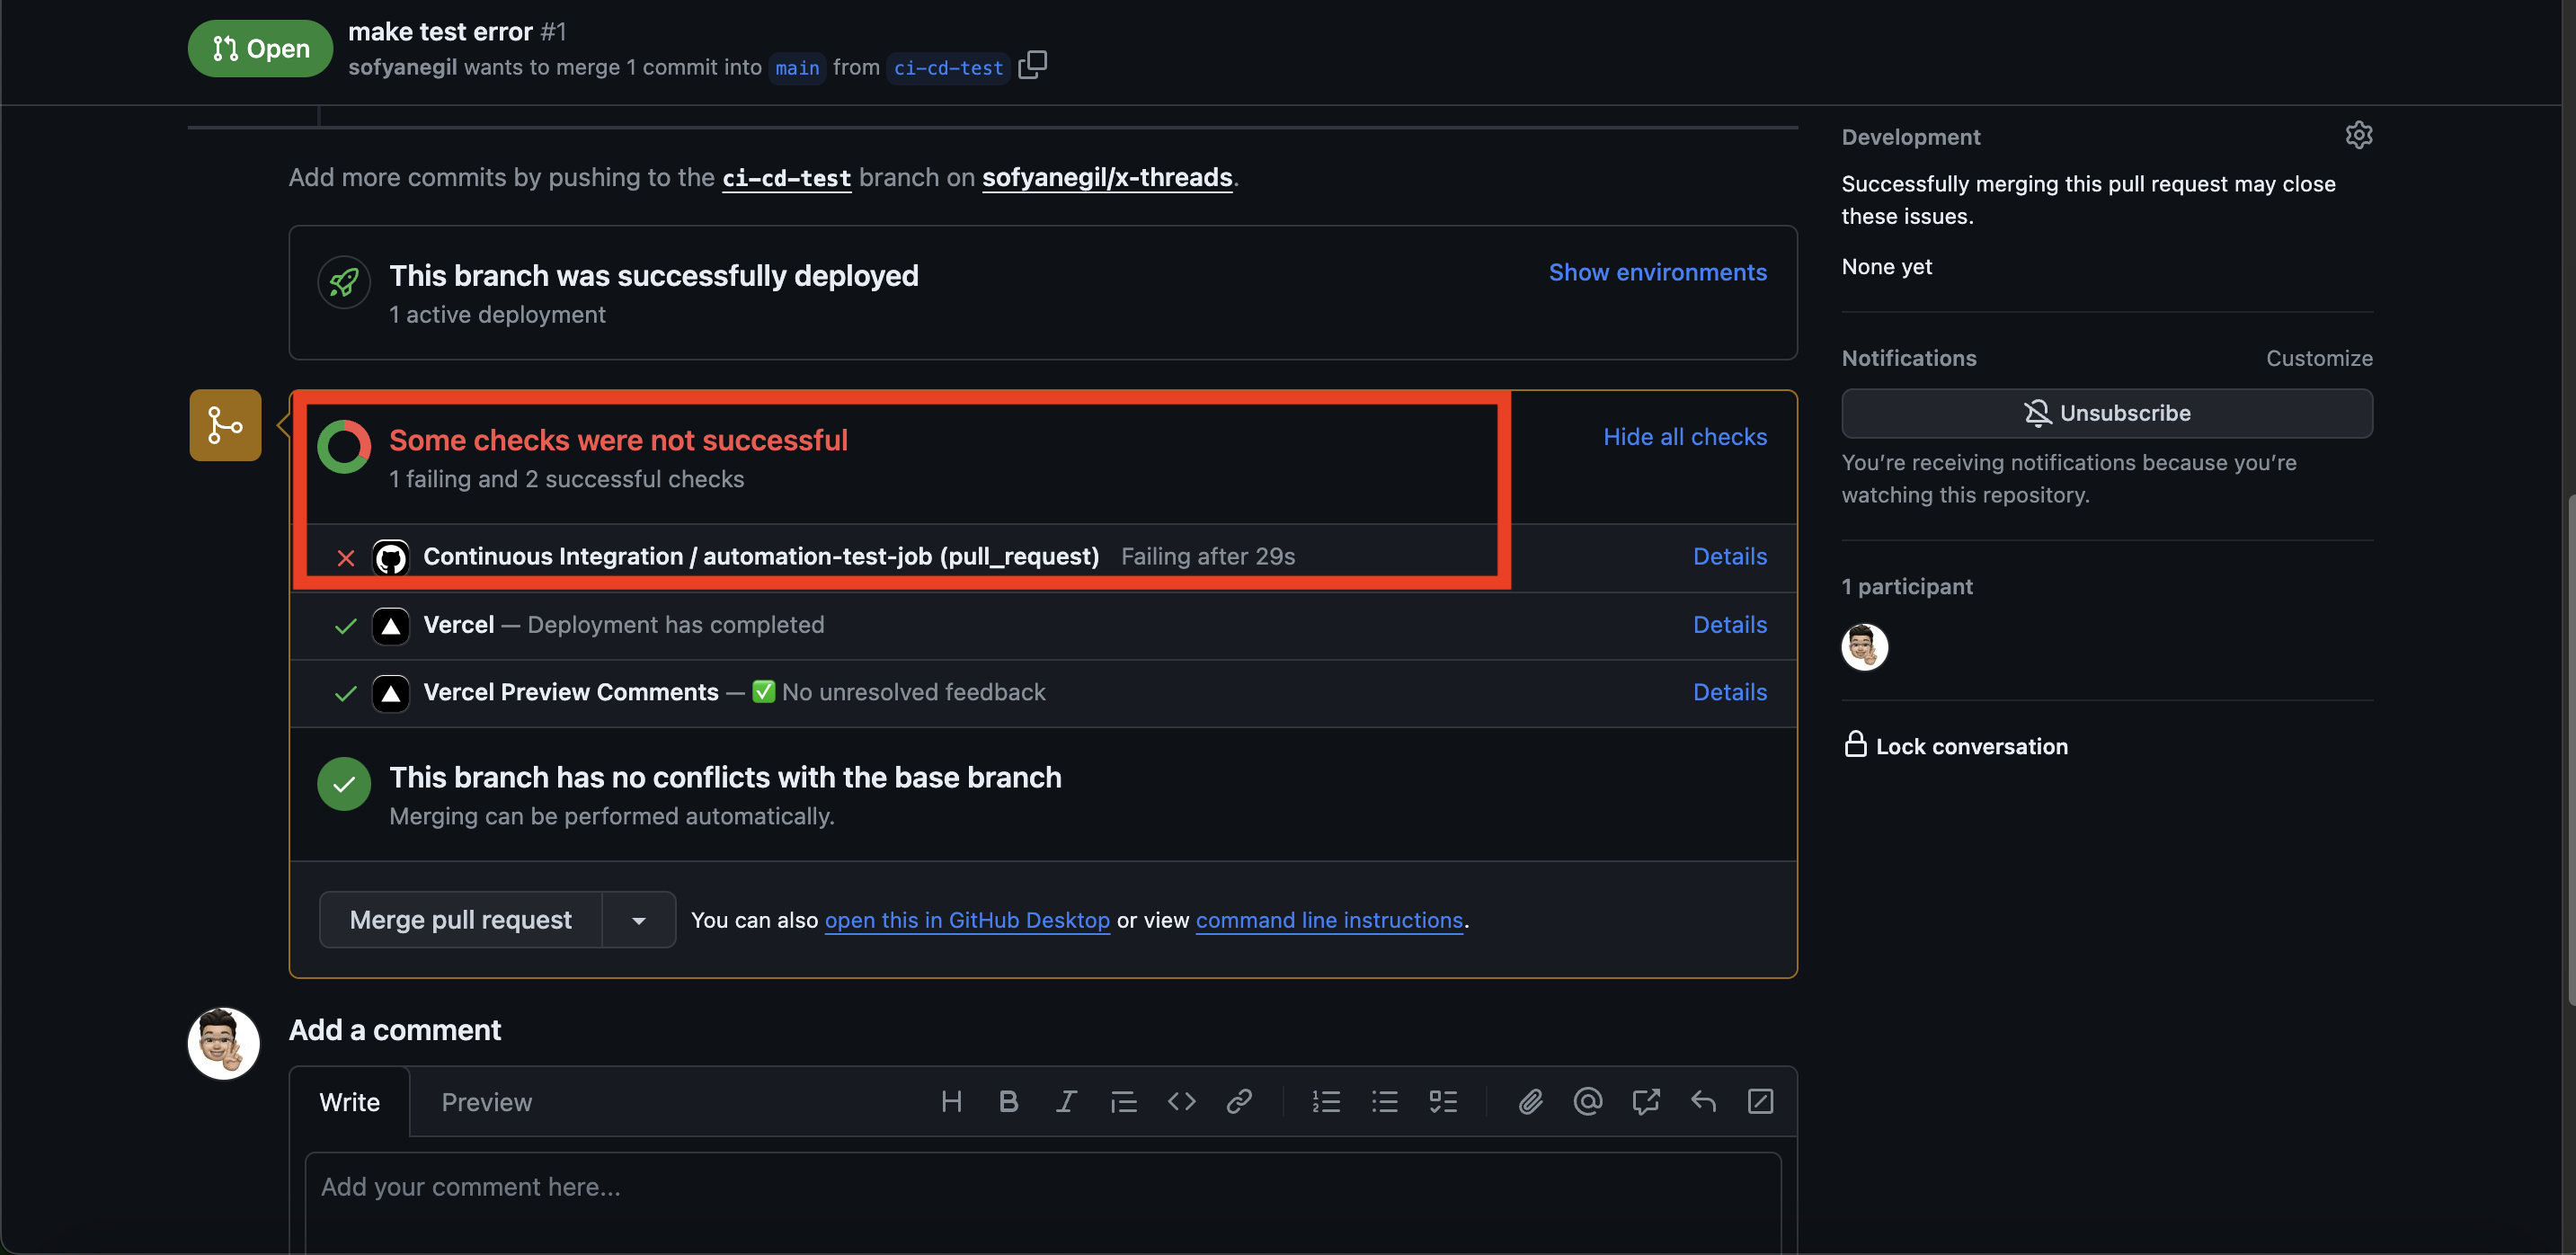 Open
make test error #1
sofyanegil wants to merge 1 commit into main from ci-cd-test
Add more commits by pushing to the ci-cd-test branch on sofyanegil/x-threads.
This branch was successfully deployed
Show environments
1 active deployment
Some checks were not successful
Hide all checks
1 failing and 2 successful checks
Continuous Integration / automation-test-job (pull_request) Failing after 29s
Details
Vercel — Deployment has completed
Details
Vercel Preview Comments — ✅ No unresolved feedback
Details
This branch has no conflicts with the base branch
Merging can be performed automatically.
Merge pull request
You can also open this in GitHub Desktop or view command line instructions.
Add a comment
Write
Preview
Add your comment here...
Development
Successfully merging this pull request may close
these issues.
None yet
Notifications
Customize
Unsubscribe
You’re receiving notifications because you’re
watching this repository.
1 participant
Lock conversation